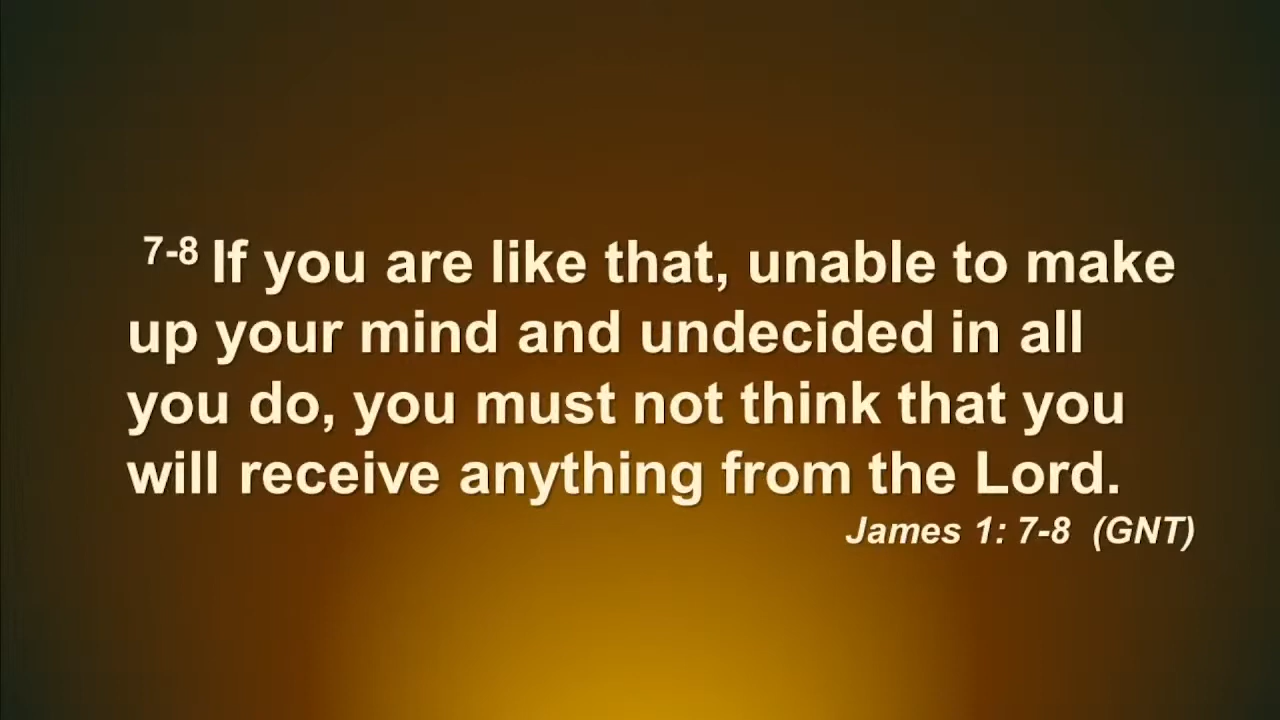 7-8 If you are like that, unable to make
up your mind and undecided in all
you do, you must not think that you
will receive anything from the Lord.
James 1: 7-8 (GNT)